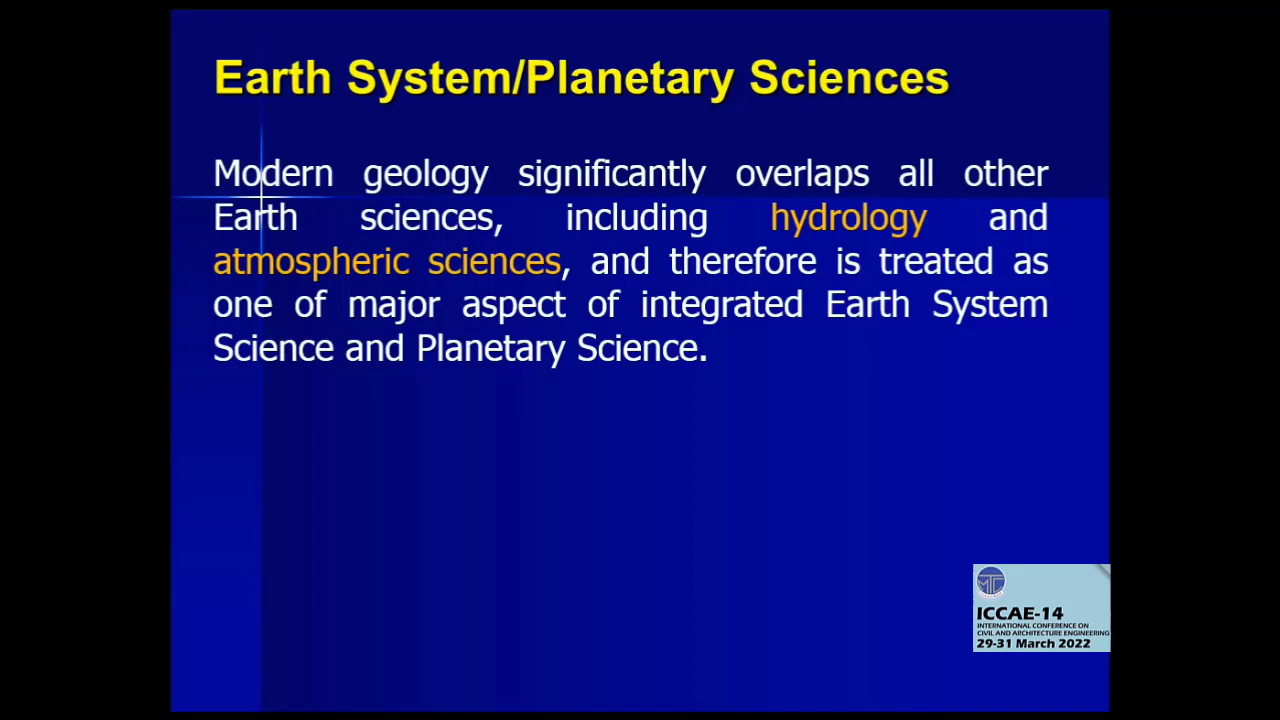 Earth System/Planetary Sciences
Modern geology significantly overlaps all other
Earth sciences, including hydrology and
atmospheric sciences, and therefore is treated as
one of major aspect of integrated Earth System
Science and Planetary Science.
MTC
ICCAE-14
INTERNATIONAL CONFERENCE ON
CIVIL AND ARCHITECTURE ENGINEERING
29-31 March 2022